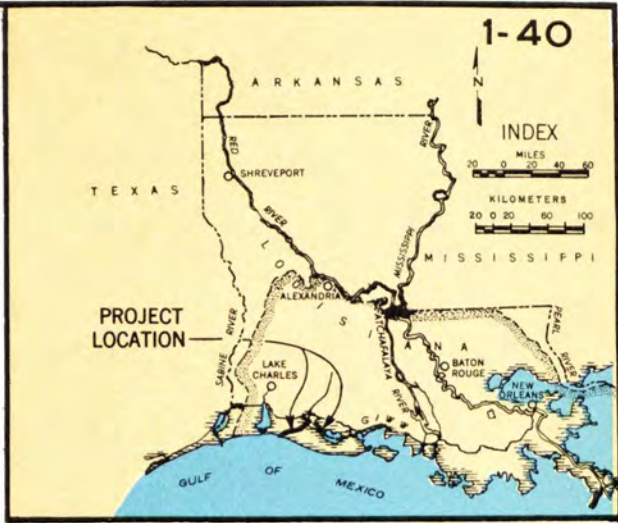 1-40
ARKANSAS
N
INDEX
MILES
20 0 20 40 60
KILOMETERS
20 0 20 60 100
RED
RIVER
SHREVEPORT
TEXAS
RIVER
MISSISSIPPI
MISSISSIPPI
LOUISIANA
ALEXANDRIA
PROJECT
LOCATION
SABINE
RIVER
LAKE
CHARLES
ATCHAFALAYA
RIVER
BATON
ROUGE
PEARL
RIVER
NEW
ORLEANS
GIWW
GULF OF MEXICO